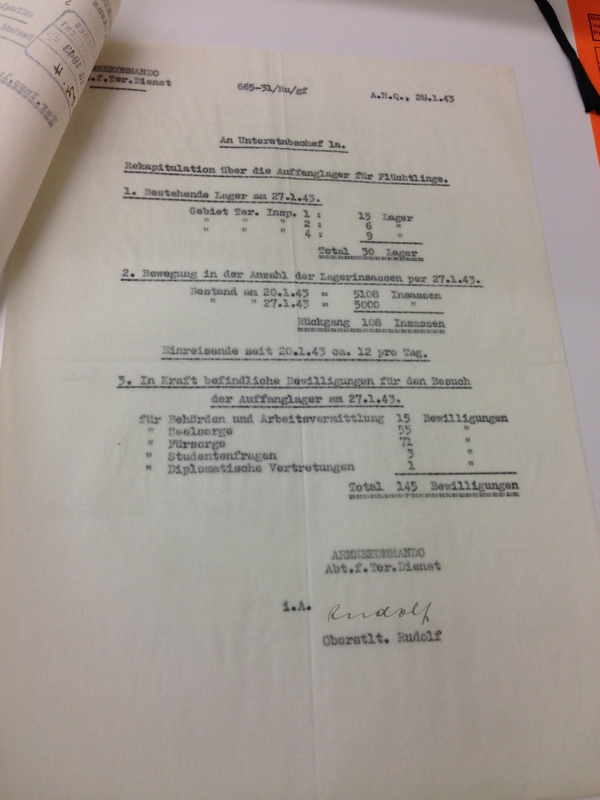 ARMEEKOMMANDO
.f.Ter.Dienst
665-31/Ru/gf
A.H.Q., 28.1.43
An Unterstabschef 1a.
Rekapitulation über die Auffanglager für Flüchtlinge.
1. Bestehende Lager am 27.1.43.
Gebiet Ter. Insp. 1 : 15 Lager
" " " 2 : 6 "
" " " 4 : 9 "
Total 30 Lager
2. Bewegung in der Anzahl der Lagerinsassen per 27.1.43.
Bestand am 20.1.43 = 5108 Insassen
" " 27.1.43 = 5000 "
Rückgang 108 Insassen
Einreisende seit 20.1.43 ca. 12 pro Tag.
3. In Kraft befindliche Bewilligungen für den Besuch
der Auffanglager am 27.1.43.
für Behörden und Arbeitsvermittlung 15 Bewilligungen
" Seelsorge 55 "
" Fürsorge 71 "
" Studentenfragen 3 "
" Diplomatische Vertretungen 1 "
Total 145 Bewilligungen
ARMEEKOMMANDO
Abt.f.Ter.Dienst
i.A. Rudolf
Oberstlt. Rudolf